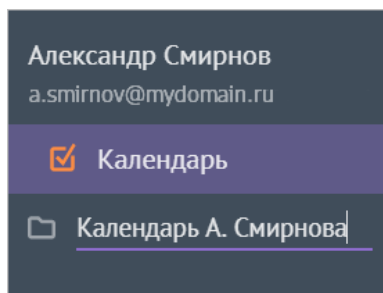 Александр Смирнов
a.smirnov@mydomain.ru
Календарь
Календарь А. Смирнова